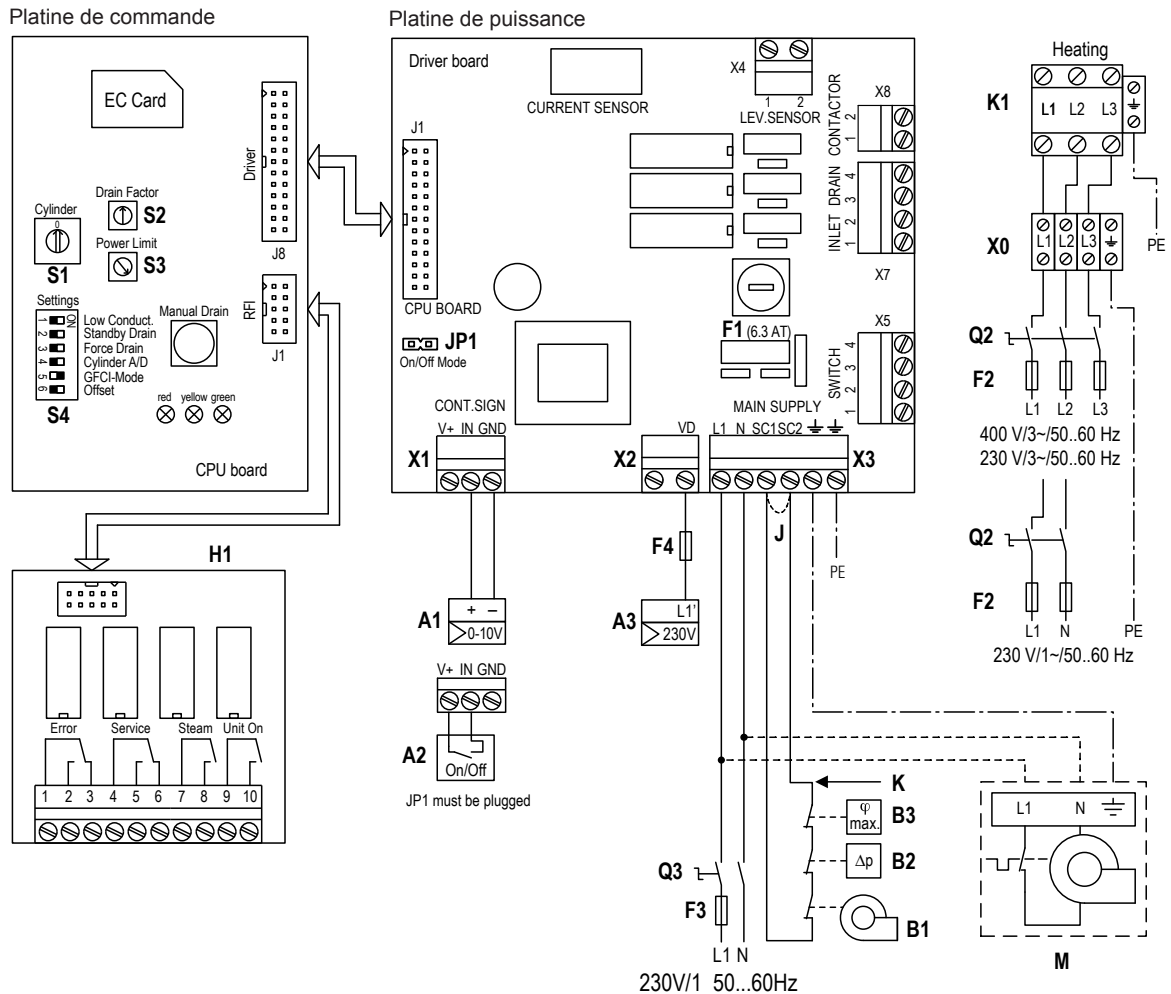 Platine de commande
EC Card
Driver
J8
Drain Factor
S2
Cylinder
0
S1
Power Limit
S3
Settings
ON
1 Low Conduct.
2 Standby Drain
3 Force Drain
4 Cylinder A/D
5 GFCI-Mode
6 Offset
S4
Manual Drain
RFI
J1
red yellow green
CPU board
H1
Error Service Steam Unit On
1 2 3 4 5 6 7 8 9 10
Platine de puissance
Driver board
CURRENT SENSOR
X4
1 2
LEV.SENSOR
J1
CPU BOARD
JP1
On/Off Mode
X8
CONTACTOR
1 2
INLET DRAIN
1 2 3 4
X7
F1 (6.3 AT)
X5
SWITCH
1 2 3 4
CONT.SIGN
V+ IN GND
X1
VD
X2
MAIN SUPPLY
L1 N SC1 SC2
X3
F4
J
PE
A1
+ –
0-10V
A3
L1'
230V
V+ IN GND
A2
On/Off
JP1 must be plugged
K
φ
max.
B3
Δp
B2
B1
Q3
F3
L1 N
230V/1 50...60Hz
L1 N
M
Heating
K1
L1 L2 L3
X0
L1 L2 L3
PE
Q2
F2
L1 L2 L3
400 V/3~/50..60 Hz
230 V/3~/50..60 Hz
Q2
F2
L1 N PE
230 V/1~/50..60 Hz